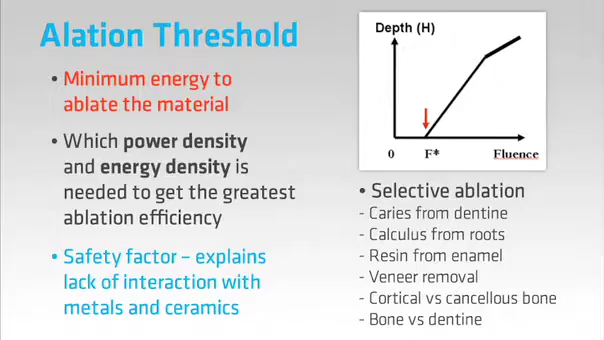 Alation Threshold
• Minimum energy to
ablate the material
• Which power density
and energy density is
needed to get the greatest
ablation efficiency
• Safety factor – explains
lack of interaction with
metals and ceramics
Depth (H)
0 F* Fluence
• Selective ablation
- Caries from dentine
- Calculus from roots
- Resin from enamel
- Veneer removal
- Cortical vs cancellous bone
- Bone vs dentine